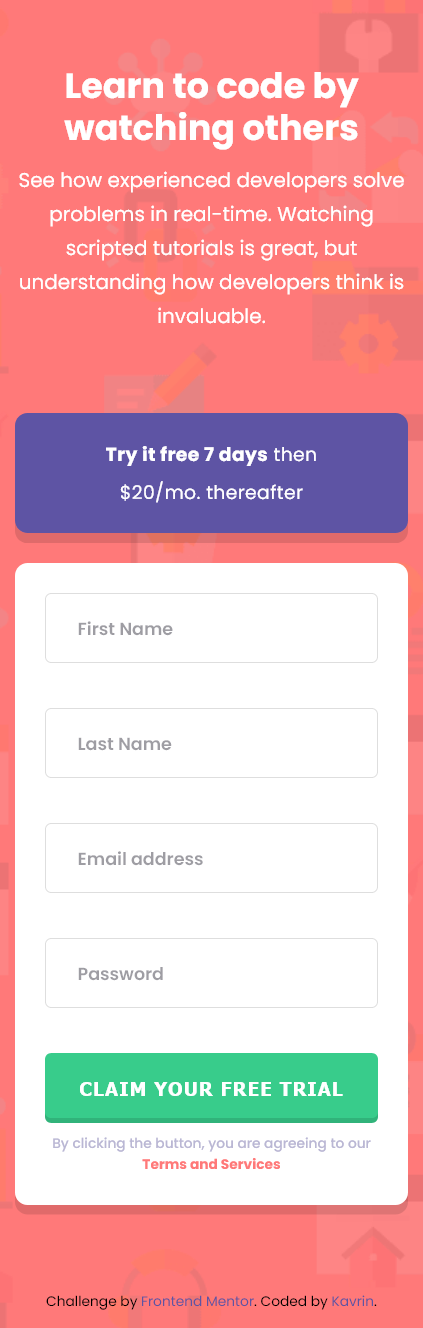 Learn to code by
watching others
See how experienced developers solve
problems in real-time. Watching
scripted tutorials is great, but
understanding how developers think is
invaluable.
Try it free 7 days then
$20/mo. thereafter
First Name
Last Name
Email address
Password
CLAIM YOUR FREE TRIAL
By clicking the button, you are agreeing to our
Terms and Services
Challenge by Frontend Mentor. Coded by Kavrin.